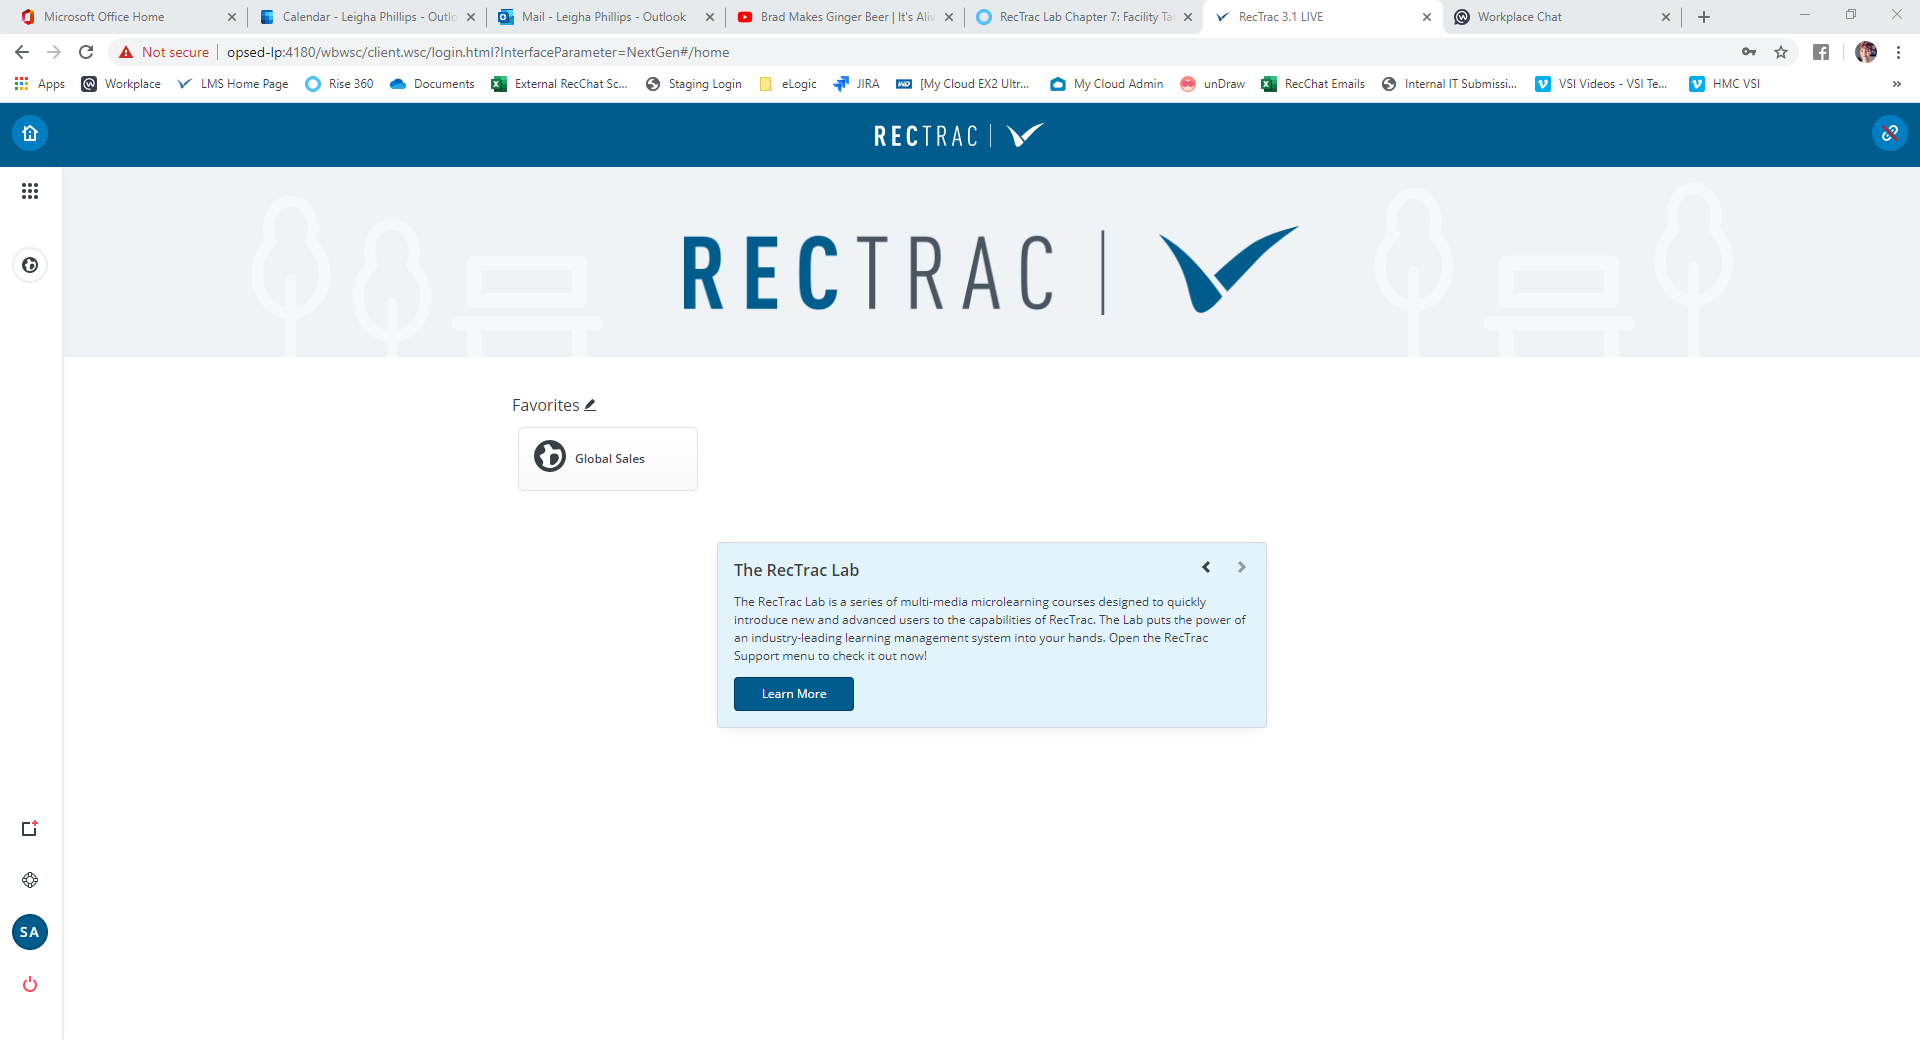 Microsoft Office Home
Calendar - Leigha Phillips - Outlo
Mail - Leigha Phillips - Outlook
Brad Makes Ginger Beer | It's Aliv
RecTrac Lab Chapter 7: Facility Ta
RecTrac 3.1 LIVE
Workplace Chat
Not secure
opsed-lp:4180/wbwsc/client.wsc/login.html?InterfaceParameter=NextGen#/home
Apps
Workplace
LMS Home Page
Rise 360
Documents
External RecChat Sc...
Staging Login
eLogic
JIRA
WD
[My Cloud EX2 Ultr...
My Cloud Admin
unDraw
RecChat Emails
Internal IT Submissi...
VSI Videos - VSI Te...
HMC VSI
»
RECTRAC
RECTRAC
Favorites
Global Sales
The RecTrac Lab
The RecTrac Lab is a series of multi-media microlearning courses designed to quickly
introduce new and advanced users to the capabilities of RecTrac. The Lab puts the power of
an industry-leading learning management system into your hands. Open the RecTrac
Support menu to check it out now!
Learn More
SA